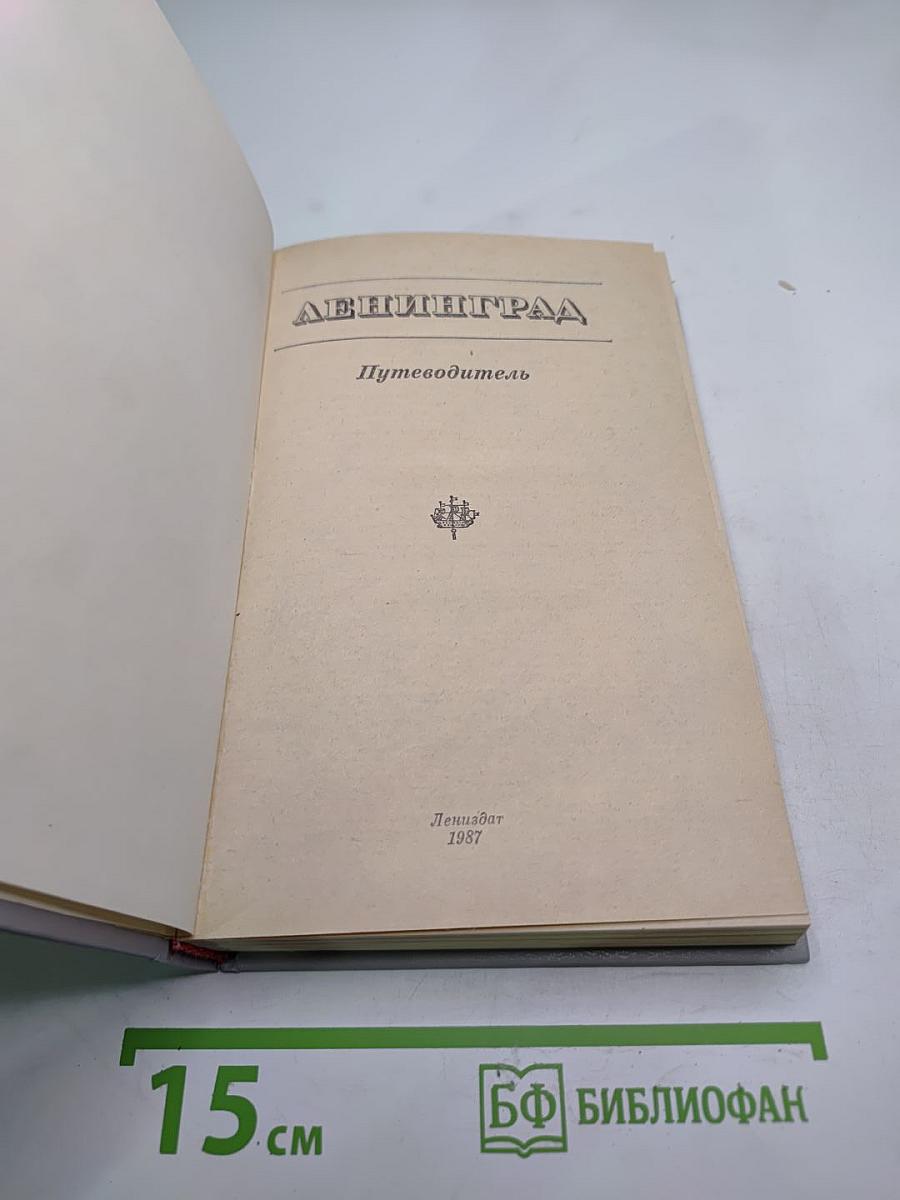 ЛЕНИНГРАД
Путеводитель
Лениздат
1987
15 см
БФ БИБЛИОФАН